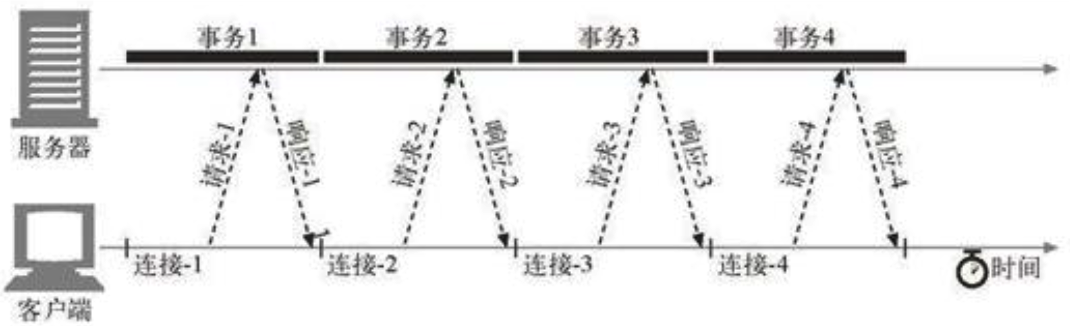 事务1
事务2
事务3
事务4
服务器
请求-1
响应-1
请求-2
响应-2
请求-3
响应-3
请求-4
响应-4
连接-1
连接-2
连接-3
连接-4
时间
客户端